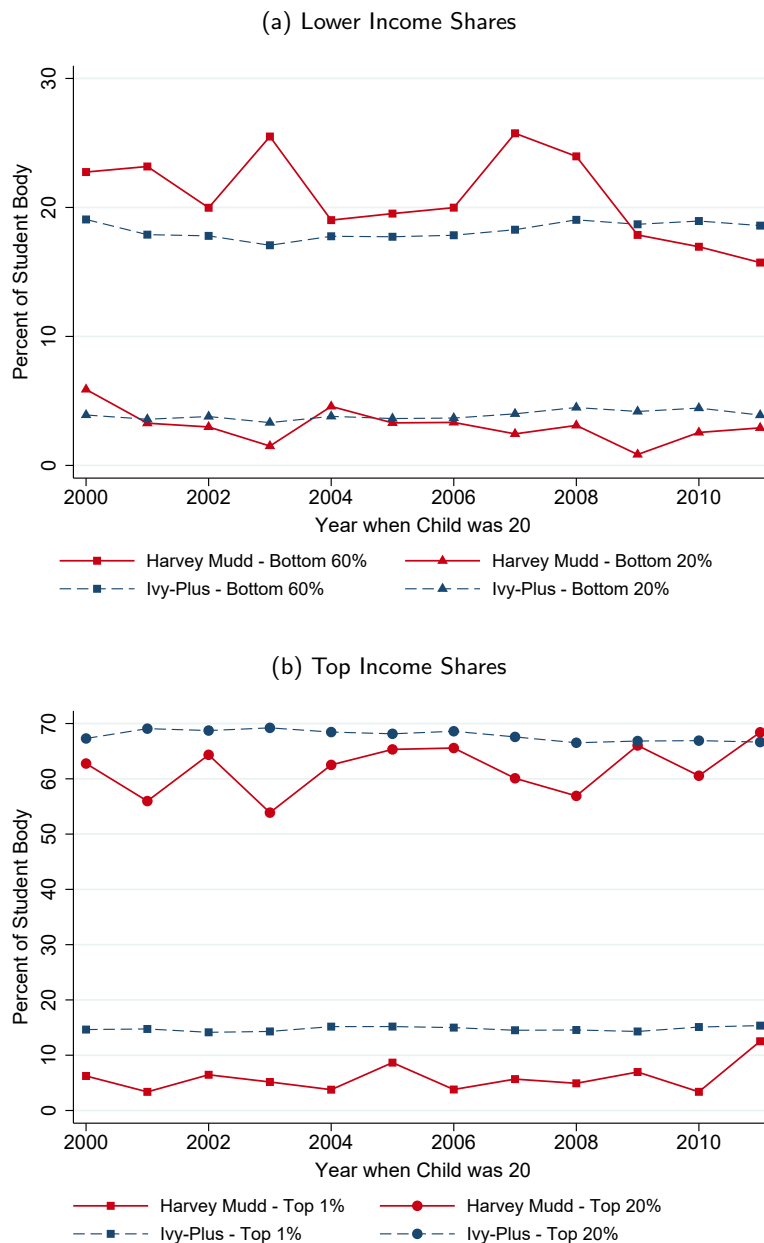 (a) Lower Income Shares
30
20
10
0
Percent of Student Body
2000 2002 2004 2006 2008 2010
Year when Child was 20
Harvey Mudd - Bottom 60% Harvey Mudd - Bottom 20%
Ivy-Plus - Bottom 60% Ivy-Plus - Bottom 20%
(b) Top Income Shares
70
60
50
40
30
20
10
0
Percent of Student Body
2000 2002 2004 2006 2008 2010
Year when Child was 20
Harvey Mudd - Top 1% Harvey Mudd - Top 20%
Ivy-Plus - Top 1% Ivy-Plus - Top 20%